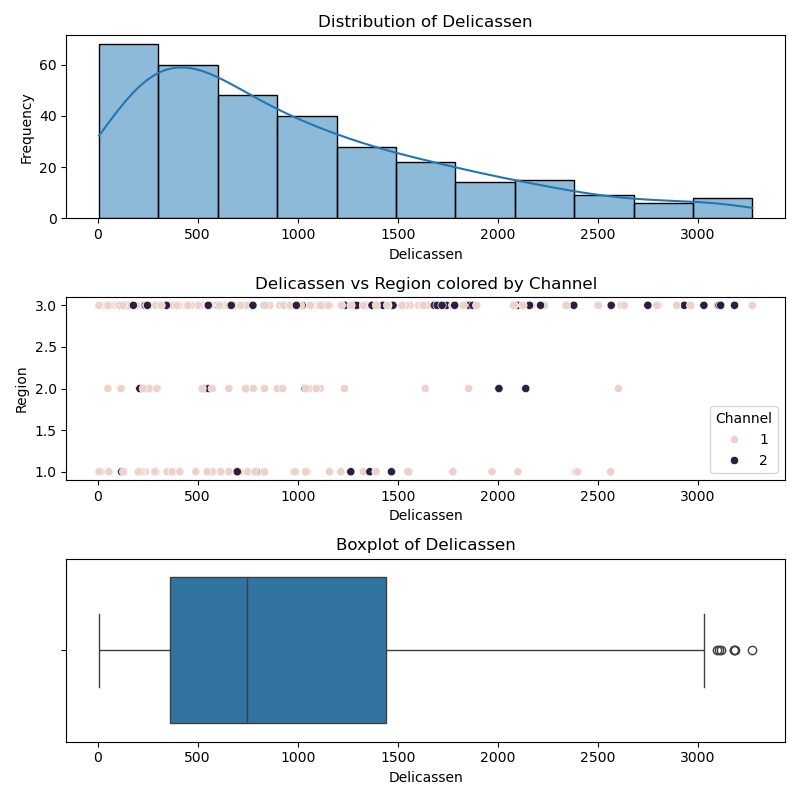 Distribution of Delicassen
60
40
20
0
Frequency
0 500 1000 1500 2000 2500 3000
Delicassen
Delicassen vs Region colored by Channel
3.0
2.5
2.0
1.5
1.0
Region
Channel
1
2
0 500 1000 1500 2000 2500 3000
Delicassen
Boxplot of Delicassen
0 500 1000 1500 2000 2500 3000
Delicassen